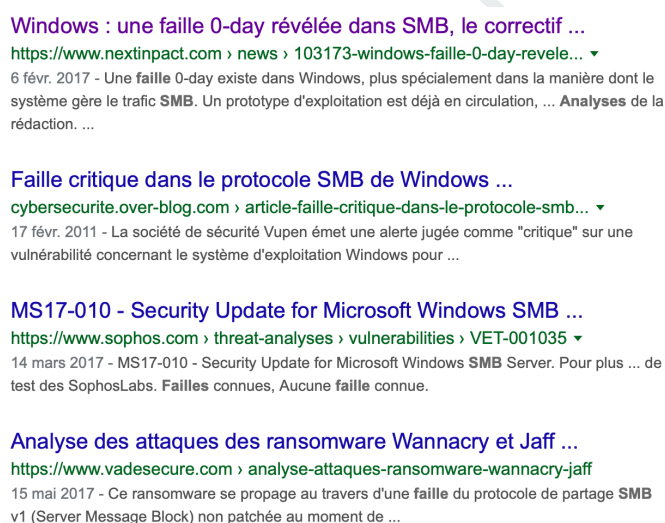 Windows : une faille 0-day révélée dans SMB, le correctif ...
https://www.nextinpact.com › news › 103173-windows-faille-0-day-revele...
6 févr. 2017 - Une faille 0-day existe dans Windows, plus spécialement dans la manière dont le
système gère le trafic SMB. Un prototype d'exploitation est déjà en circulation, ... Analyses de la
rédaction. ...
Faille critique dans le protocole SMB de Windows ...
cybersecurite.over-blog.com › article-faille-critique-dans-le-protocole-smb...
17 févr. 2011 - La société de sécurité Vupen émet une alerte jugée comme "critique" sur une
vulnérabilité concernant le système d'exploitation Windows pour ...
MS17-010 - Security Update for Microsoft Windows SMB ...
https://www.sophos.com › threat-analyses › vulnerabilities › VET-001035
14 mars 2017 - MS17-010 - Security Update for Microsoft Windows SMB Server. Pour plus ... de
test des SophosLabs. Failles connues, Aucune faille connue.
Analyse des attaques des ransomware Wannacry et Jaff ...
https://www.vadesecure.com › analyse-attaques-ransomware-wannacry-jaff
15 mai 2017 - Ce ransomware se propage au travers d'une faille du protocole de partage SMB
v1 (Server Message Block) non patchée au moment de ...